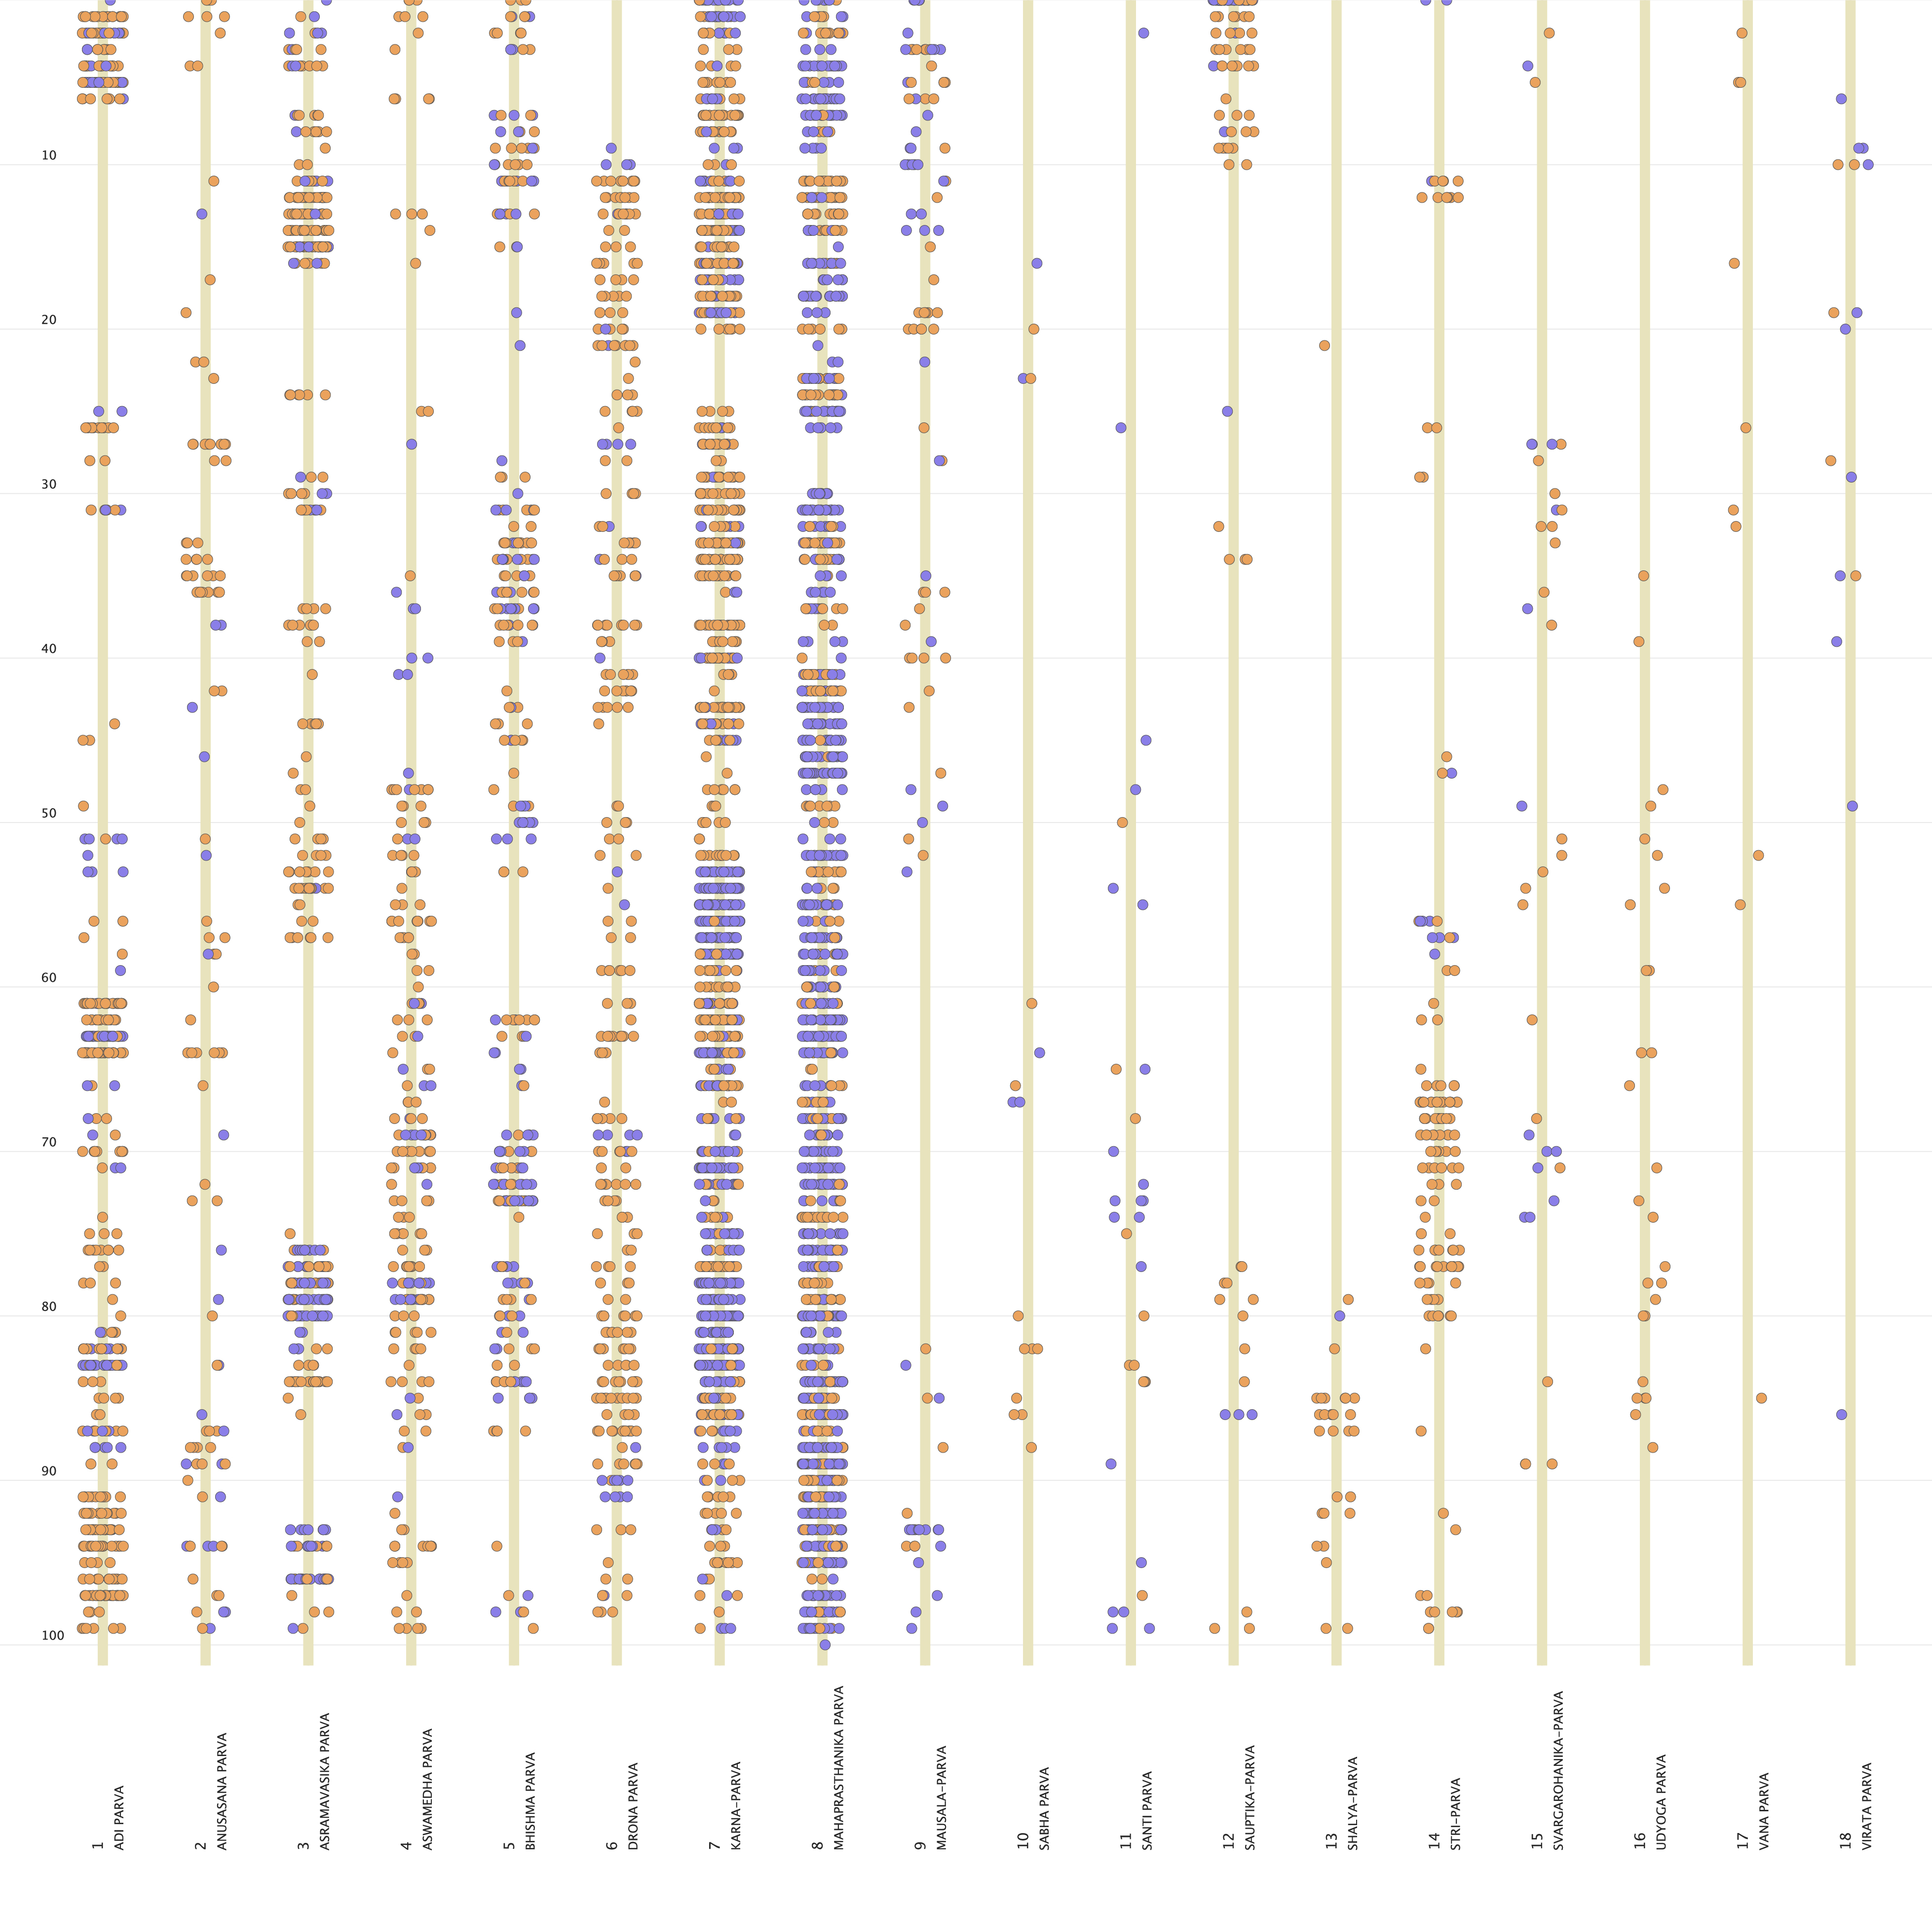 10
20
30
40
50
60
70
80
90
100
1
ADI PARVA
2
ANUSASANA PARVA
3
ASRAMAVASIKA PARVA
4
ASWAMEDHA PARVA
5
BHISHMA PARVA
6
DRONA PARVA
7
KARNA-PARVA
8
MAHAPRASTHANIKA PARVA
9
MAUSALA-PARVA
10
SABHA PARVA
11
SANTI PARVA
12
SAUPTIKA-PARVA
13
SHALYA-PARVA
14
STRI-PARVA
15
SVARGAROHANIKA-PARVA
16
UDYOGA PARVA
17
VANA PARVA
18
VIRATA PARVA